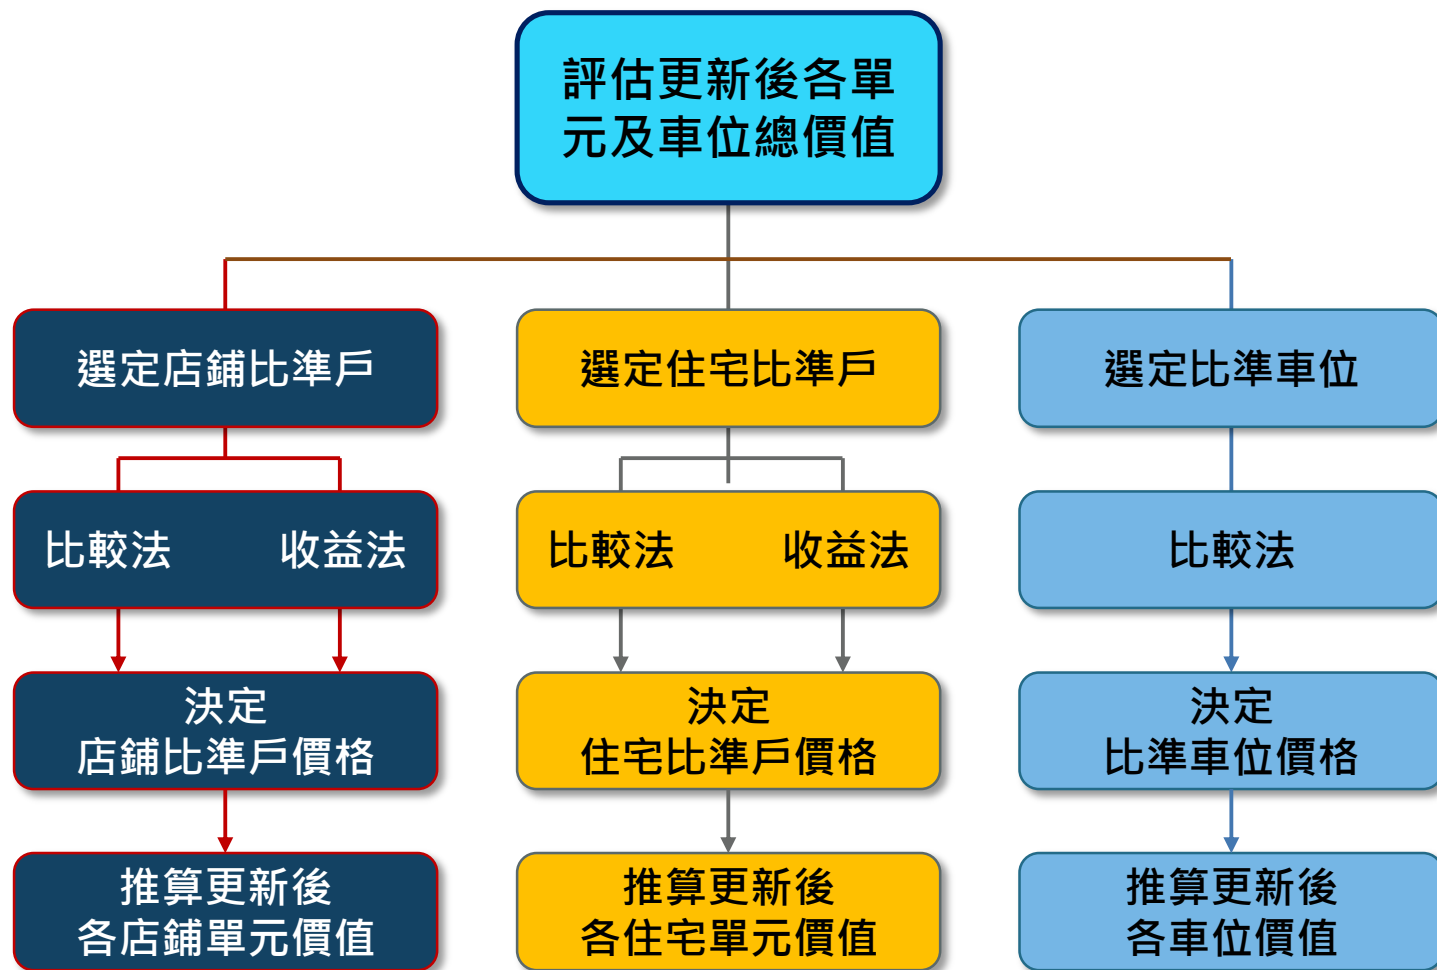 評估更新後各單
元及車位總價值
選定店鋪比準戶
選定住宅比準戶
選定比準車位
比較法 收益法
比較法 收益法
比較法
決定
店鋪比準戶價格
決定
住宅比準戶價格
決定
比準車位價格
推算更新後
各店鋪單元價值
推算更新後
各住宅單元價值
推算更新後
各車位價值